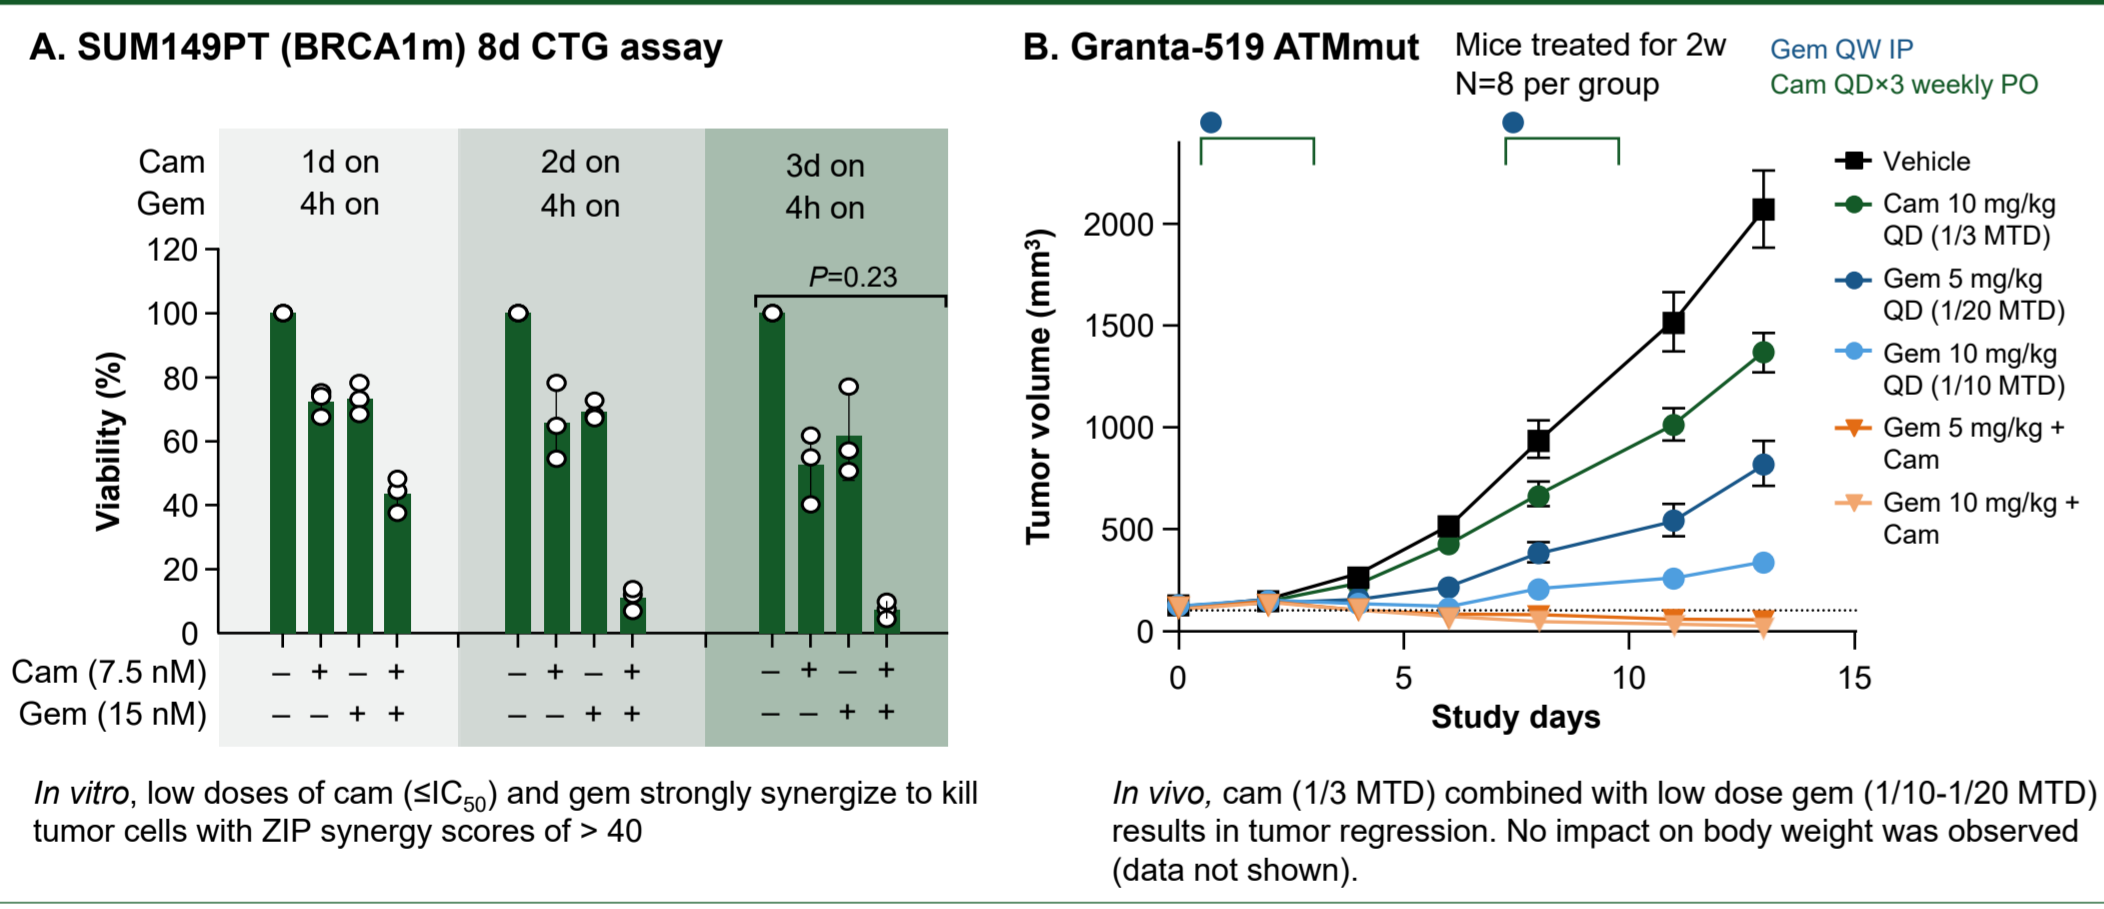 A. SUM149PT (BRCA1m) 8d CTG assay
Cam 1d on 2d on 3d on
Gem 4h on 4h on 4h on
P=0.23
Viability (%)
120
100
80
60
40
20
0
Cam (7.5 nM) – + – + – + – + – + – +
Gem (15 nM) – – + + – – + + – – + +
In vitro, low doses of cam (≤IC50) and gem strongly synergize to kill
tumor cells with ZIP synergy scores of > 40
B. Granta-519 ATMmut
Mice treated for 2w
N=8 per group
Gem QW IP
Cam QD×3 weekly PO
Tumor volume (mm³)
2000
1500
1000
500
0
0 5 10 15
Study days
Vehicle
Cam 10 mg/kg
QD (1/3 MTD)
Gem 5 mg/kg
QD (1/20 MTD)
Gem 10 mg/kg
QD (1/10 MTD)
Gem 5 mg/kg +
Cam
Gem 10 mg/kg +
Cam
In vivo, cam (1/3 MTD) combined with low dose gem (1/10-1/20 MTD)
results in tumor regression. No impact on body weight was observed
(data not shown).